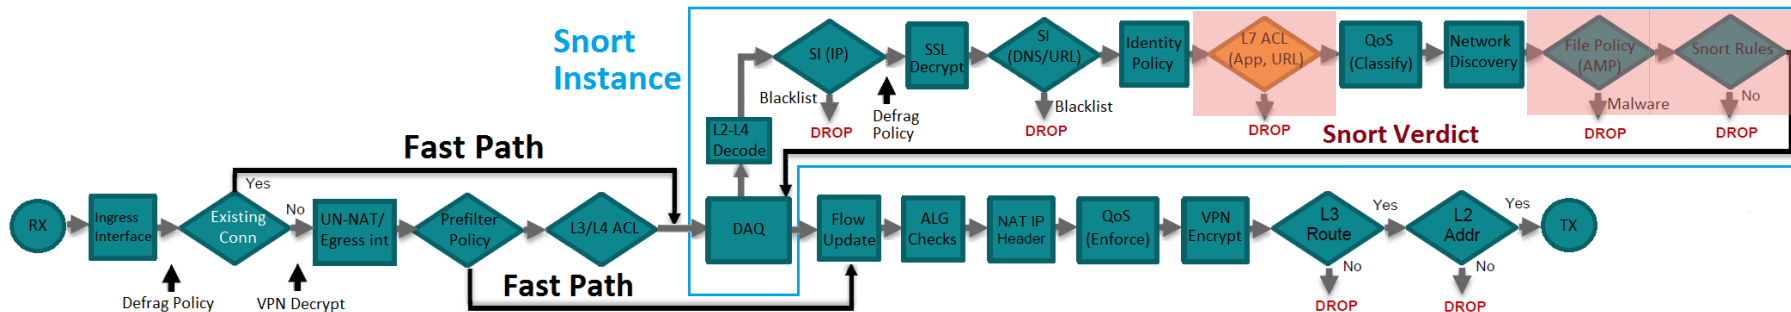 Snort
Instance
SI (IP)
Blacklist
DROP
Defrag
Policy
SSL
Decrypt
SI
(DNS/URL)
Blacklist
DROP
Identity
Policy
L7 ACL
(App, URL)
DROP
QoS
(Classify)
Network
Discovery
File Policy
(AMP)
Malware
DROP
Snort Rules
No
DROP
Snort Verdict
L2-L4
Decode
Fast Path
RX
Ingress
Interface
Defrag Policy
Existing
Conn
Yes
No
VPN Decrypt
UN-NAT/
Egress int
Prefilter
Policy
L3/L4 ACL
Fast Path
DAQ
Flow
Update
ALG
Checks
NAT IP
Header
QoS
(Enforce)
VPN
Encrypt
L3
Route
Yes
No
DROP
L2
Addr
Yes
No
DROP
TX